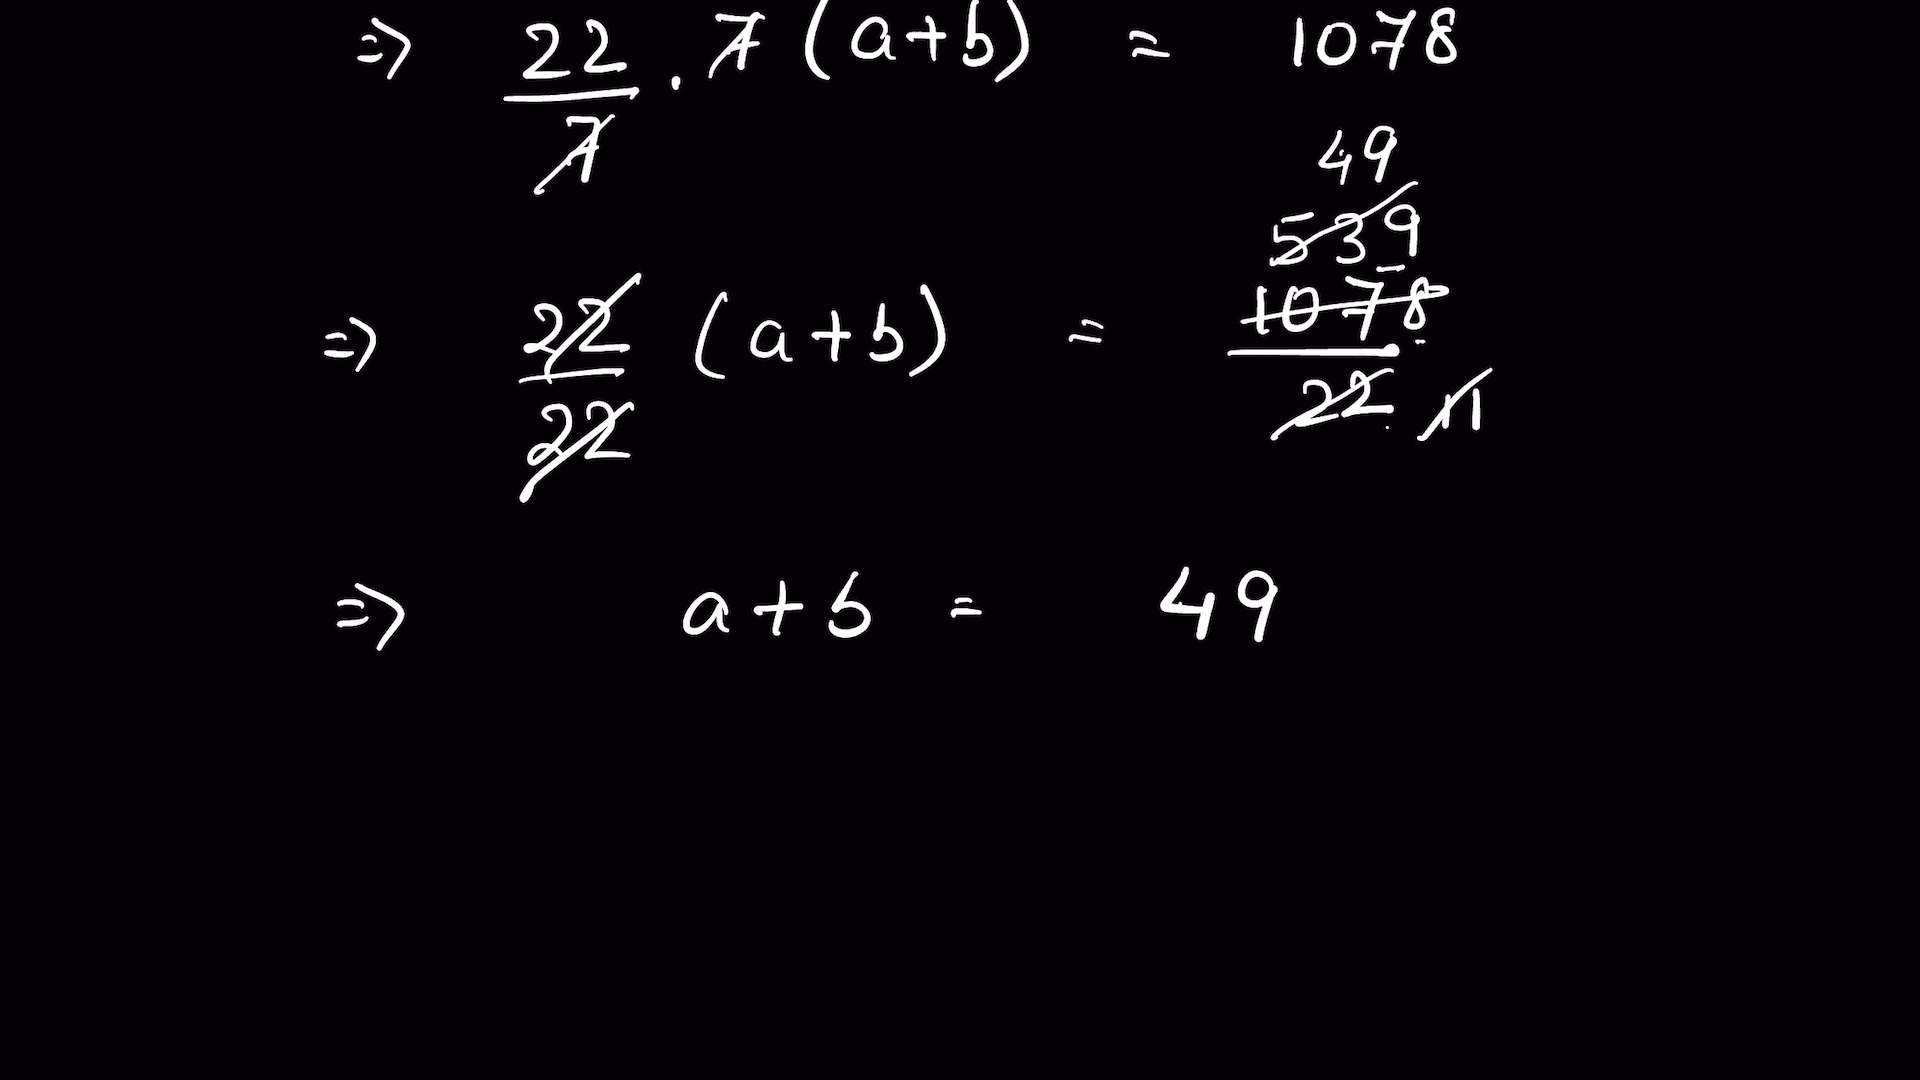 ⇒ 22/7 . 7 (a+b) = 1078
49
539
⇒ 22/22 (a+b) = 1078/22 11
⇒ a+b = 49